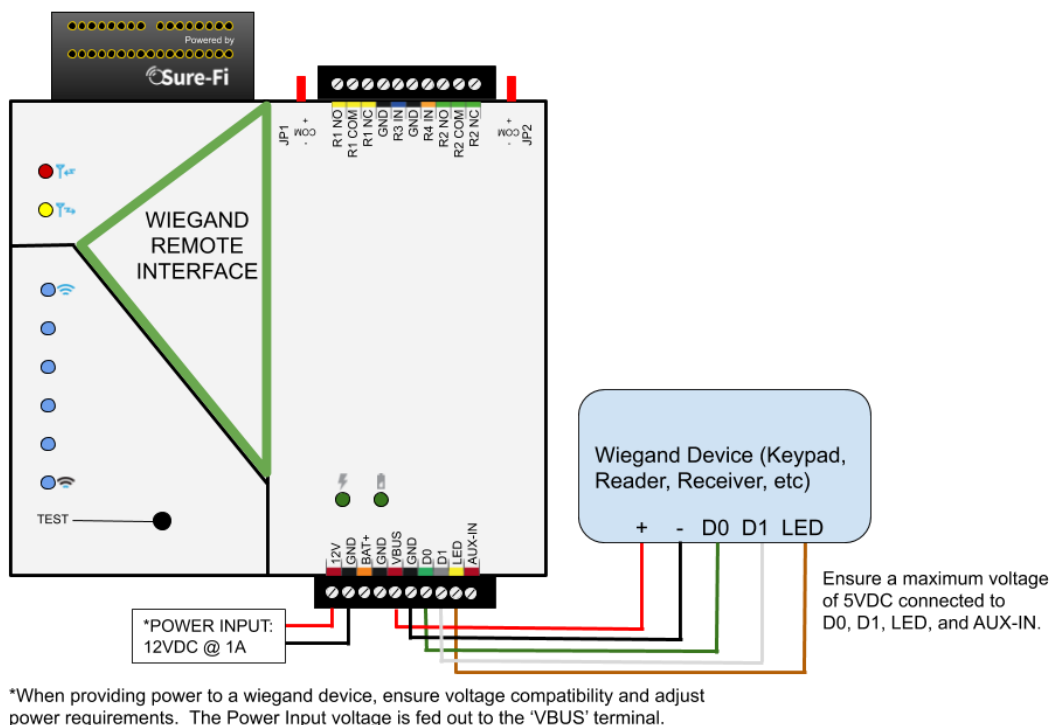 Powered by
Sure-Fi
JP1
+
COM
-
R1 NO
R1 COM
R1 NC
GND
R3 IN
GND
R4 IN
R2 NO
R2 COM
R2 NC
+
COM
-
JP2
WIEGAND
REMOTE
INTERFACE
TEST
12V
GND
BAT+
GND
VBUS
GND
D0
D1
LED
AUX-IN
Wiegand Device (Keypad,
Reader, Receiver, etc)
+ - D0 D1 LED
Ensure a maximum voltage
of 5VDC connected to
D0, D1, LED, and AUX-IN.
*POWER INPUT:
12VDC @ 1A
*When providing power to a wiegand device, ensure voltage compatibility and adjust
power requirements. The Power Input voltage is fed out to the ‘VBUS’ terminal.